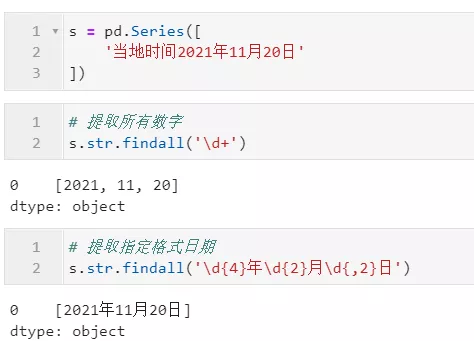 1 s = pd.Series([
2 '当地时间2021年11月20日'
3 ])
1 # 提取所有数字
2 s.str.findall('\d+')
0 [2021, 11, 20]
dtype: object
1 # 提取指定格式日期
2 s.str.findall('\d{4}年\d{2}月\d{,2}日')
0 [2021年11月20日]
dtype: object